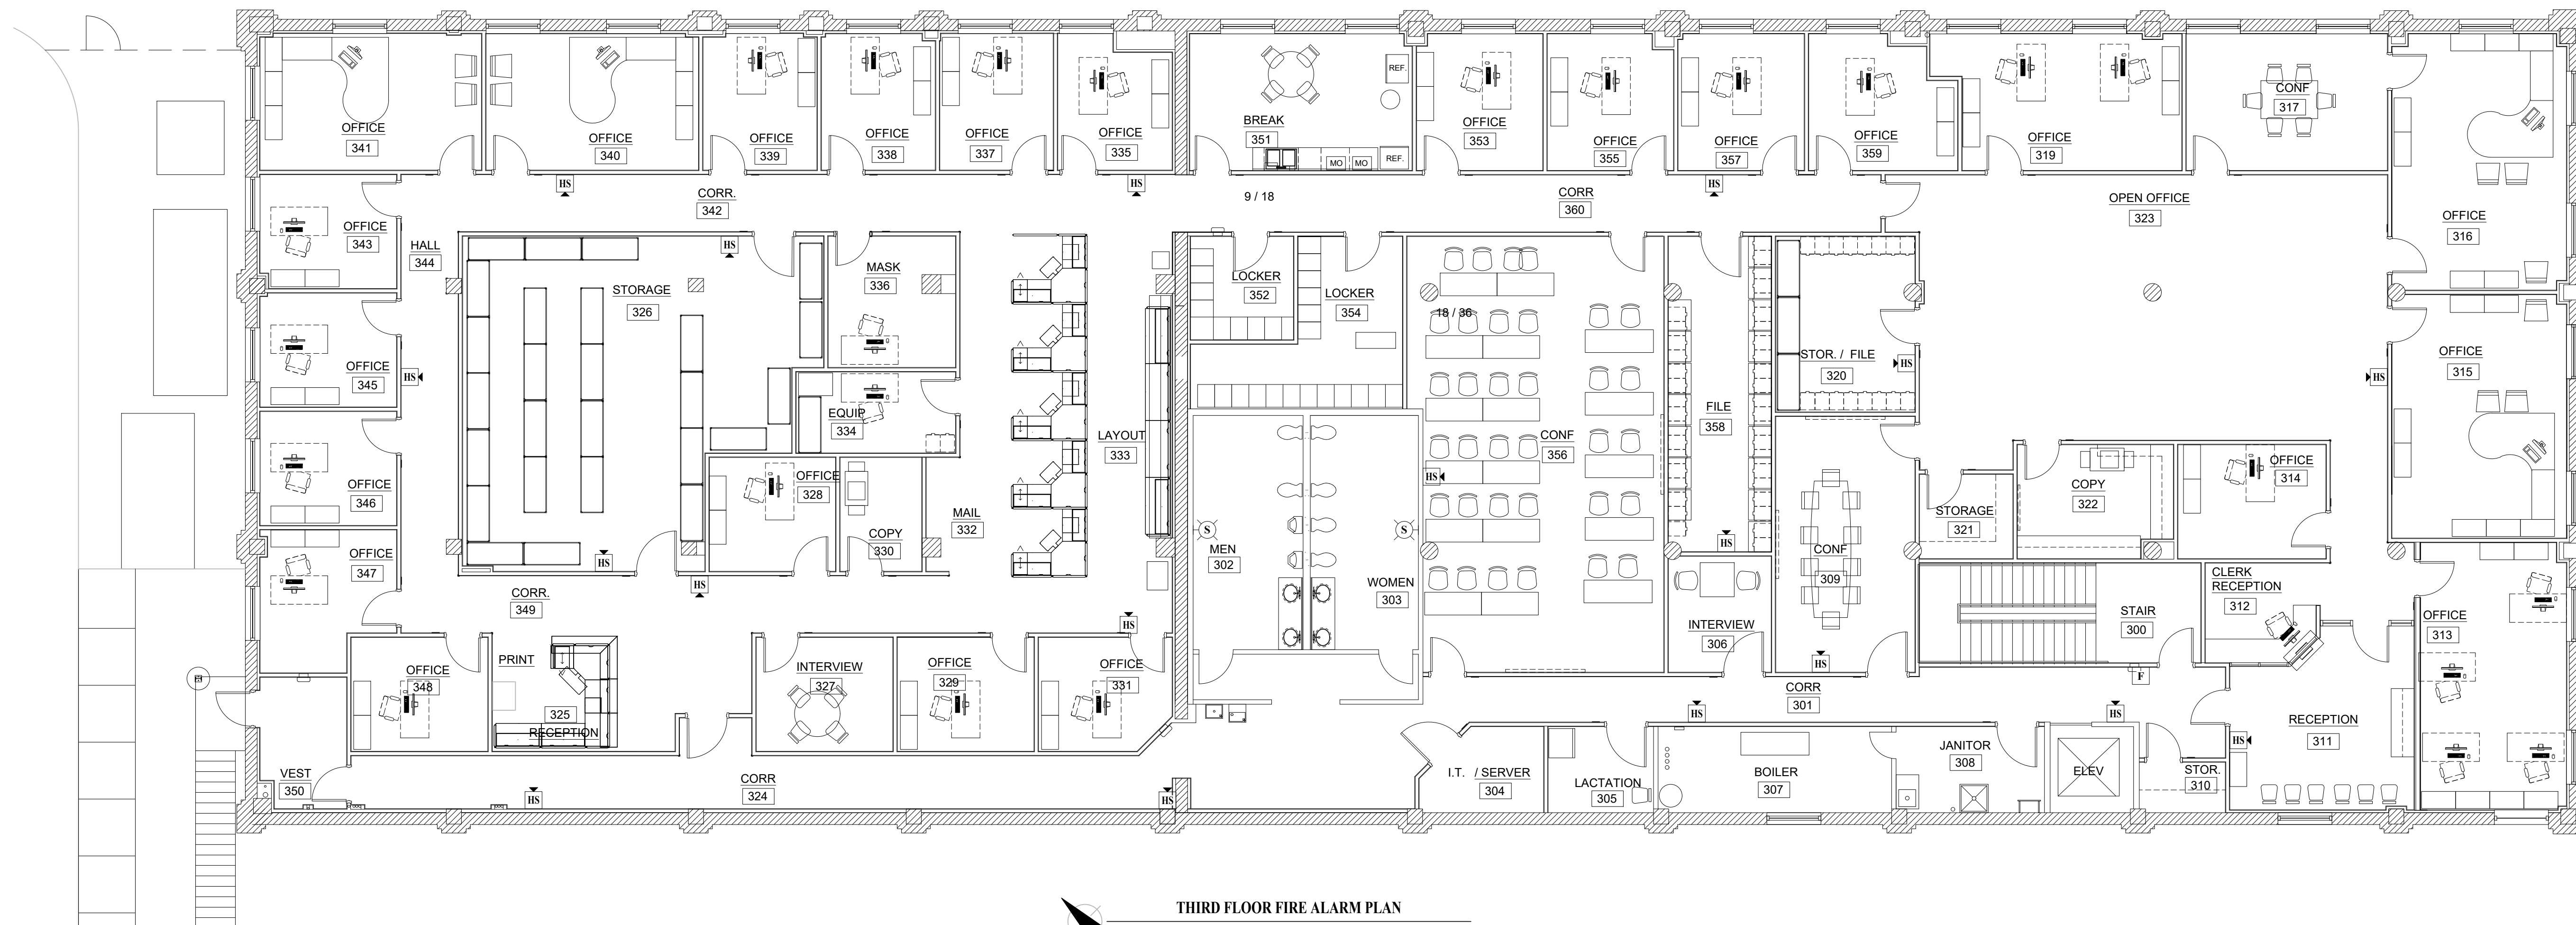 OFFICE
341
OFFICE
340
OFFICE
339
OFFICE
338
OFFICE
337
OFFICE
335
BREAK
351
REF.
MO
MO
REF.
OFFICE
353
OFFICE
355
OFFICE
357
OFFICE
359
OFFICE
319
CONF
317
OFFICE
316
HS
CORR.
342
HS
9 / 18
CORR
360
HS
OPEN OFFICE
323
OFFICE
343
HALL
344
HS
STORAGE
326
MASK
336
LOCKER
352
LOCKER
354
18 / 36
STOR. / FILE
320
HS
HS
OFFICE
315
OFFICE
345
HS
EQUIP
334
LAYOUT
333
CONF
356
HS
FILE
358
HS
OFFICE
346
OFFICE
328
COPY
330
MAIL
332
STORAGE
321
COPY
322
OFFICE
314
OFFICE
347
HS
HS
CORR.
349
S
MEN
302
S
WOMEN
303
CONF
309
INTERVIEW
306
HS
STAIR
300
CLERK
RECEPTION
312
OFFICE
313
HS
OFFICE
348
PRINT
325
RECEPTION
INTERVIEW
327
OFFICE
329
OFFICE
331
CORR
301
F
HS
HS
RECEPTION
311
HS
VEST
350
HS
CORR
324
HS
I.T. / SERVER
304
LACTATION
305
BOILER
307
JANITOR
308
ELEV
STOR.
310
THIRD FLOOR FIRE ALARM PLAN